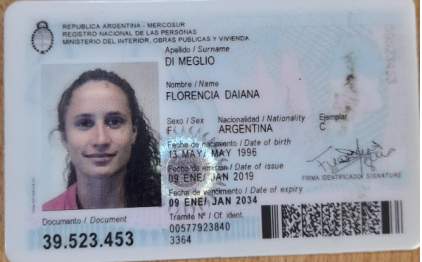 REPUBLICA ARGENTINA - MERCOSUR
REGISTRO NACIONAL DE LAS PERSONAS
MINISTERIO DEL INTERIOR, OBRAS PUBLICAS Y VIVIENDA
Apellido / Surname
DI MEGLIO
Nombre / Name
FLORENCIA DAIANA
Sexo / Sex Nacionalidad / Nationality Ejemplar
F ARGENTINA C
Fecha de nacimiento / Date of birth
13 MAY/ MAY 1996
Fecha de emisión / Date of issue
09 ENE/ JAN 2019
Fecha de vencimiento / Date of expiry
09 ENE/ JAN 2034
FIRMA IDENTIFICADO/ SIGNATURE
Documento / Document
39.523.453
Tramite Nº / Of. ident.
00577923840
3364